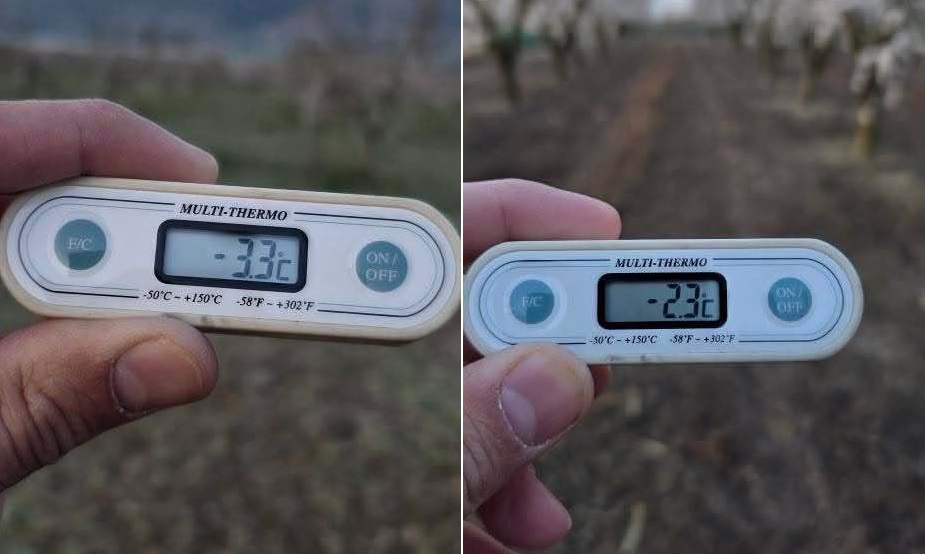 MULTI-THERMO
F/C
-3.3c
ON/
OFF
-50°C ~ +150°C -58°F ~ +302°F
MULTI-THERMO
F/C
-2.3c
ON/
OFF
-50°C ~ +150°C -58°F ~ +302°F